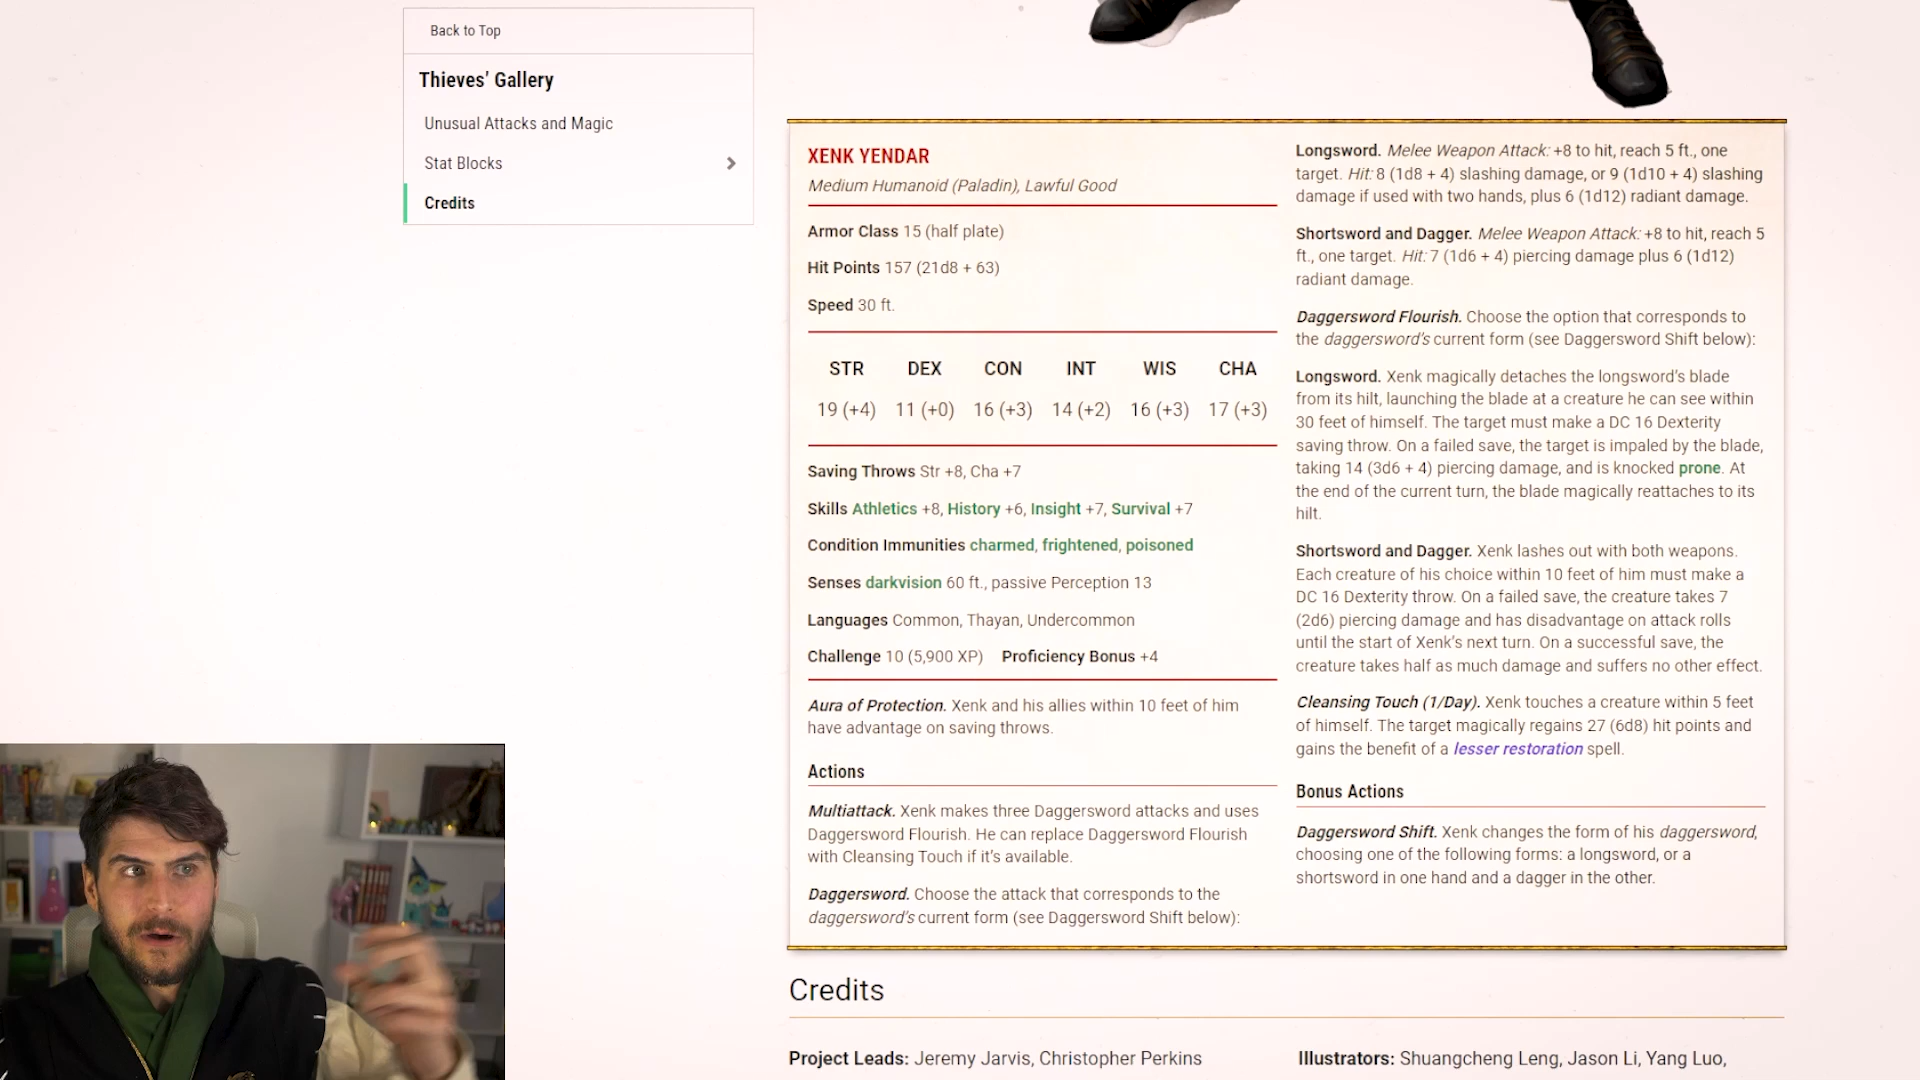 Back to Top
Thieves' Gallery
Unusual Attacks and Magic
Stat Blocks
Credits
XENK YENDAR
Medium Humanoid (Paladin), Lawful Good
Armor Class 15 (half plate)
Hit Points 157 (21d8 + 63)
Speed 30 ft.
STR DEX CON INT WIS CHA
19 (+4) 11 (+0) 16 (+3) 14 (+2) 16 (+3) 17 (+3)
Saving Throws Str +8, Cha +7
Skills Athletics +8, History +6, Insight +7, Survival +7
Condition Immunities charmed, frightened, poisoned
Senses darkvision 60 ft., passive Perception 13
Languages Common, Thayan, Undercommon
Challenge 10 (5,900 XP) Proficiency Bonus +4
Aura of Protection. Xenk and his allies within 10 feet of him
have advantage on saving throws.
Actions
Multiattack. Xenk makes three Daggersword attacks and uses
Daggersword Flourish. He can replace Daggersword Flourish
with Cleansing Touch if it's available.
Daggersword. Choose the attack that corresponds to the
daggersword's current form (see Daggersword Shift below):
Longsword. Melee Weapon Attack: +8 to hit, reach 5 ft., one
target. Hit: 8 (1d8 + 4) slashing damage, or 9 (1d10 + 4) slashing
damage if used with two hands, plus 6 (1d12) radiant damage.
Shortsword and Dagger. Melee Weapon Attack: +8 to hit, reach 5
ft., one target. Hit: 7 (1d6 + 4) piercing damage plus 6 (1d12)
radiant damage.
Daggersword Flourish. Choose the option that corresponds to
the daggersword's current form (see Daggersword Shift below):
Longsword. Xenk magically detaches the longsword's blade
from its hilt, launching the blade at a creature he can see within
30 feet of himself. The target must make a DC 16 Dexterity
saving throw. On a failed save, the target is impaled by the blade,
taking 14 (3d6 + 4) piercing damage, and is knocked prone. At
the end of the current turn, the blade magically reattaches to its
hilt.
Shortsword and Dagger. Xenk lashes out with both weapons.
Each creature of his choice within 10 feet of him must make a
DC 16 Dexterity throw. On a failed save, the creature takes 7
(2d6) piercing damage and has disadvantage on attack rolls
until the start of Xenk's next turn. On a successful save, the
creature takes half as much damage and suffers no other effect.
Cleansing Touch (1/Day). Xenk touches a creature within 5 feet
of himself. The target magically regains 27 (6d8) hit points and
gains the benefit of a lesser restoration spell.
Bonus Actions
Daggersword Shift. Xenk changes the form of his daggersword,
choosing one of the following forms: a longsword, or a
shortsword in one hand and a dagger in the other.
Credits
Project Leads: Jeremy Jarvis, Christopher Perkins
Illustrators: Shuangcheng Leng, Jason Li, Yang Luo,